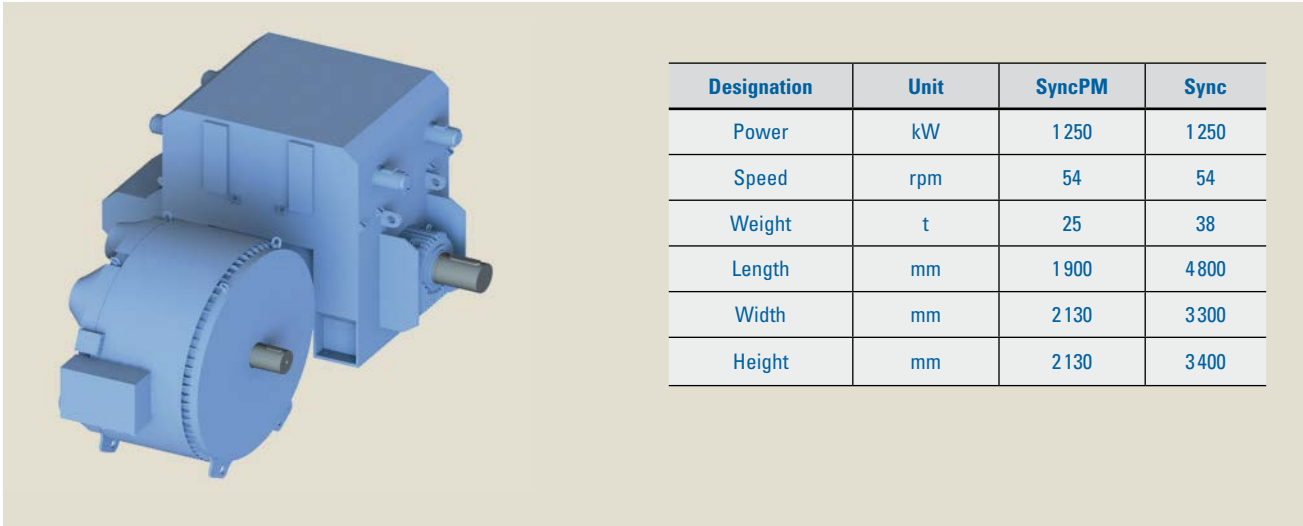 Designation Unit SyncPM Sync
Power kW 1250 1250
Speed rpm 54 54
Weight t 25 38
Length mm 1900 4800
Width mm 2130 3300
Height mm 2130 3400